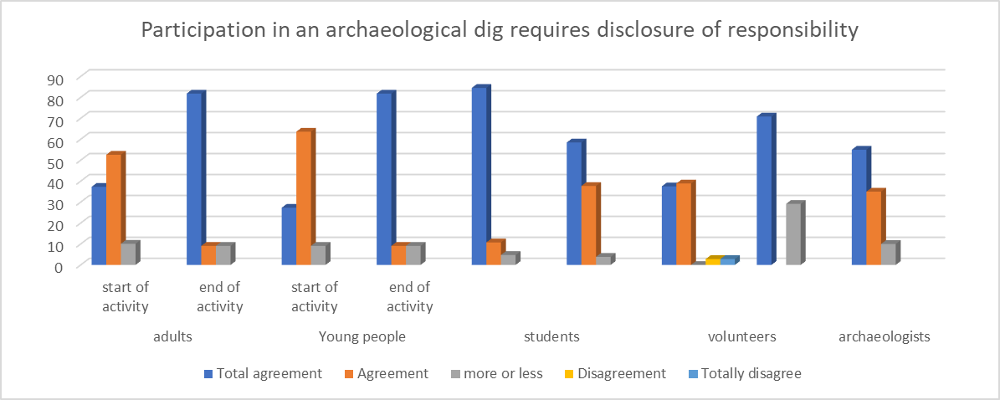 Participation in an archaeological dig requires disclosure of responsibility
90
80
70
60
50
40
30
20
10
0
start of activity
end of activity
start of activity
end of activity
adults
Young people
students
volunteers
archaeologists
Total agreement
Agreement
more or less
Disagreement
Totally disagree